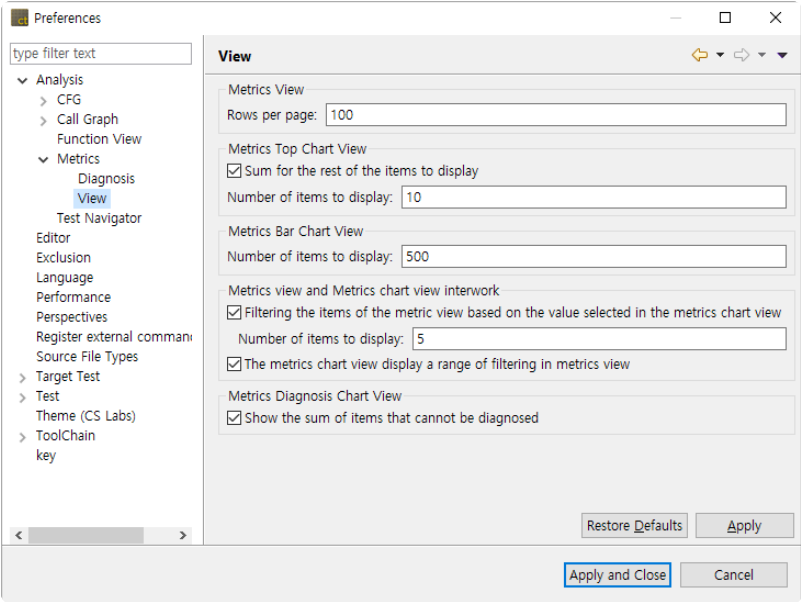 ct Preferences
type filter text
Analysis
CFG
Call Graph
Function View
Metrics
Diagnosis
View
Test Navigator
Editor
Exclusion
Language
Performance
Perspectives
Register external comman
Source File Types
Target Test
Test
Theme (CS Labs)
ToolChain
key
View
Metrics View
Rows per page: 100
Metrics Top Chart View
Sum for the rest of the items to display
Number of items to display: 10
Metrics Bar Chart View
Number of items to display: 500
Metrics view and Metrics chart view interwork
Filtering the items of the metric view based on the value selected in the metrics chart view
Number of items to display: 5
The metrics chart view display a range of filtering in metrics view
Metrics Diagnosis Chart View
Show the sum of items that cannot be diagnosed
Restore Defaults Apply
Apply and Close Cancel